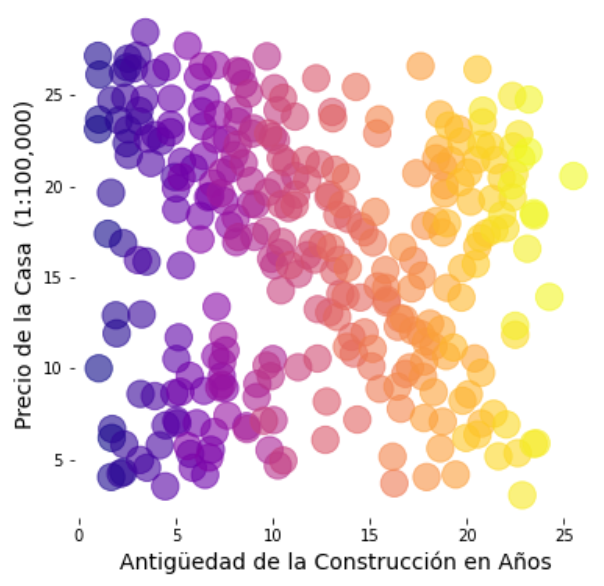 Precio de la Casa  (1:100,000)
25
20
15
10
5
0 5 10 15 20 25
Antigüedad de la Construcción en Años